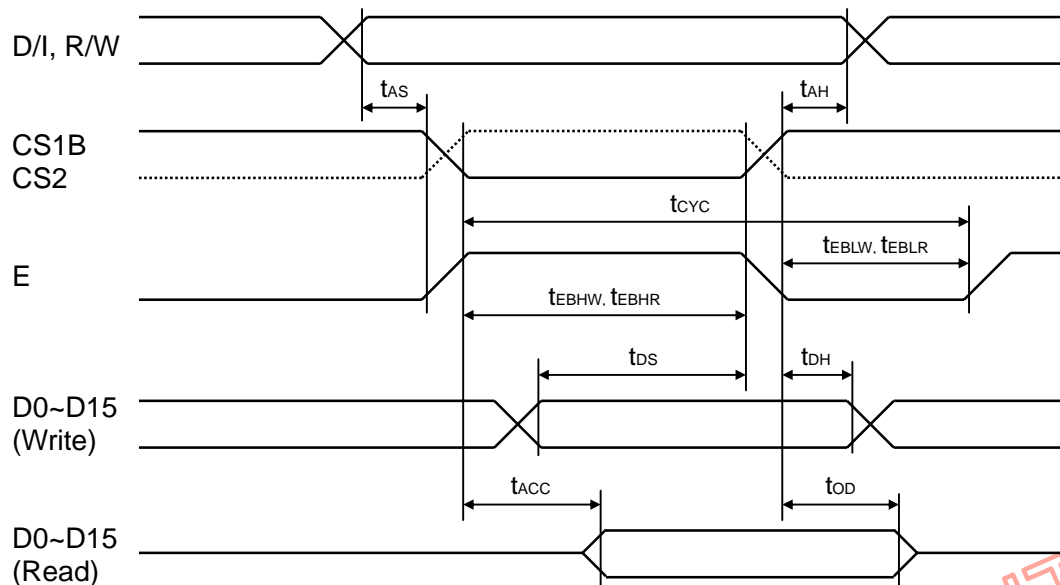 D/I, R/W
tAS
tAH
CS1B
CS2
tCYC
tEBLW, tEBLR
E
tEBHW, tEBHR
tDS
tDH
D0~D15
(Write)
tACC
tOD
D0~D15
(Read)